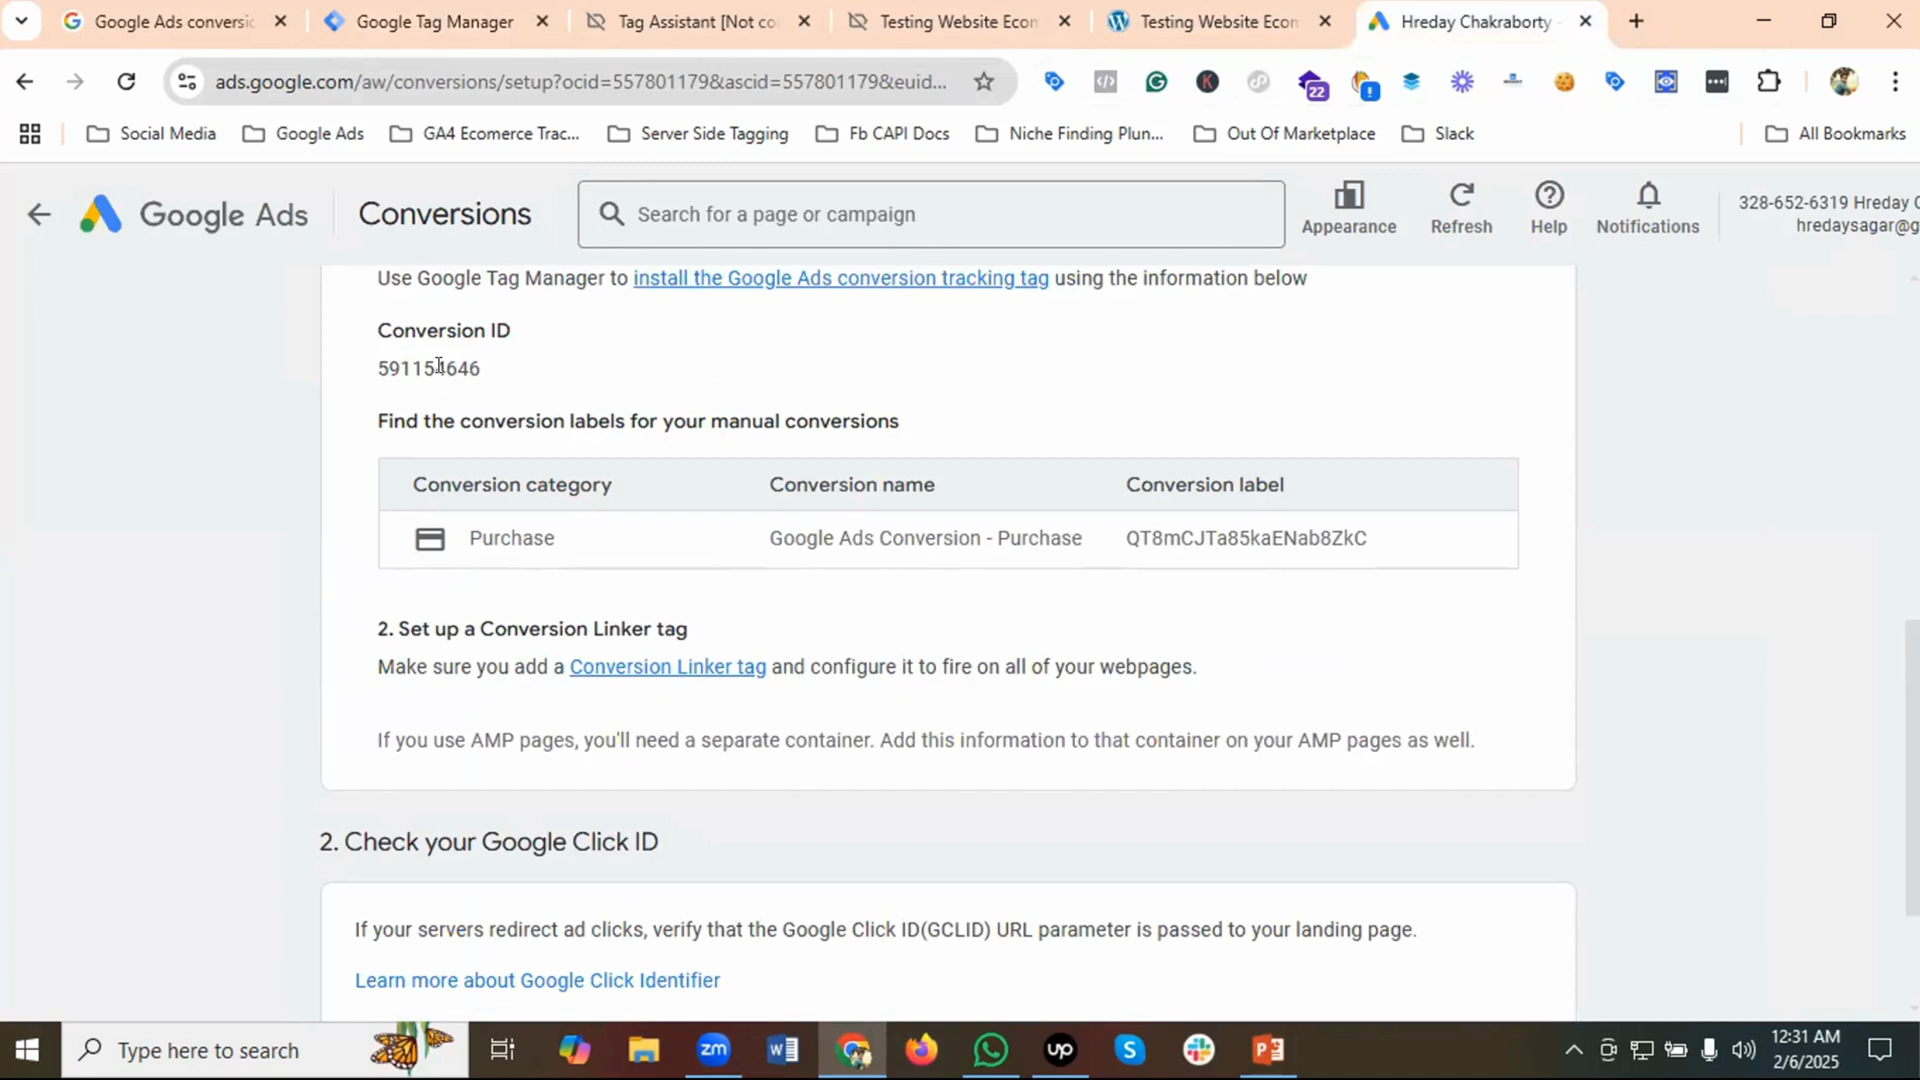 Google Ads conversic
Google Tag Manager
Tag Assistant [Not co
Testing Website Econ
Testing Website Econ
Hreday Chakraborty -
ads.google.com/aw/conversions/setup?ocid=557801179&ascid=557801179&euid...
22
Social Media
Google Ads
GA4 Ecomerce Trac...
Server Side Tagging
Fb CAPI Docs
Niche Finding Plun...
Out Of Marketplace
Slack
All Bookmarks
Google Ads
Conversions
Search for a page or campaign
Appearance
Refresh
Help
Notifications
328-652-6319 Hreday C
hredaysagar@g
Use Google Tag Manager to install the Google Ads conversion tracking tag using the information below
Conversion ID
591154646
Find the conversion labels for your manual conversions
Conversion category
Conversion name
Conversion label
Purchase
Google Ads Conversion - Purchase
QT8mCJTa85kaENab8ZkC
2. Set up a Conversion Linker tag
Make sure you add a Conversion Linker tag and configure it to fire on all of your webpages.
If you use AMP pages, you'll need a separate container. Add this information to that container on your AMP pages as well.
2. Check your Google Click ID
If your servers redirect ad clicks, verify that the Google Click ID(GCLID) URL parameter is passed to your landing page.
Learn more about Google Click Identifier
Type here to search
zm
up
12:31 AM
2/6/2025